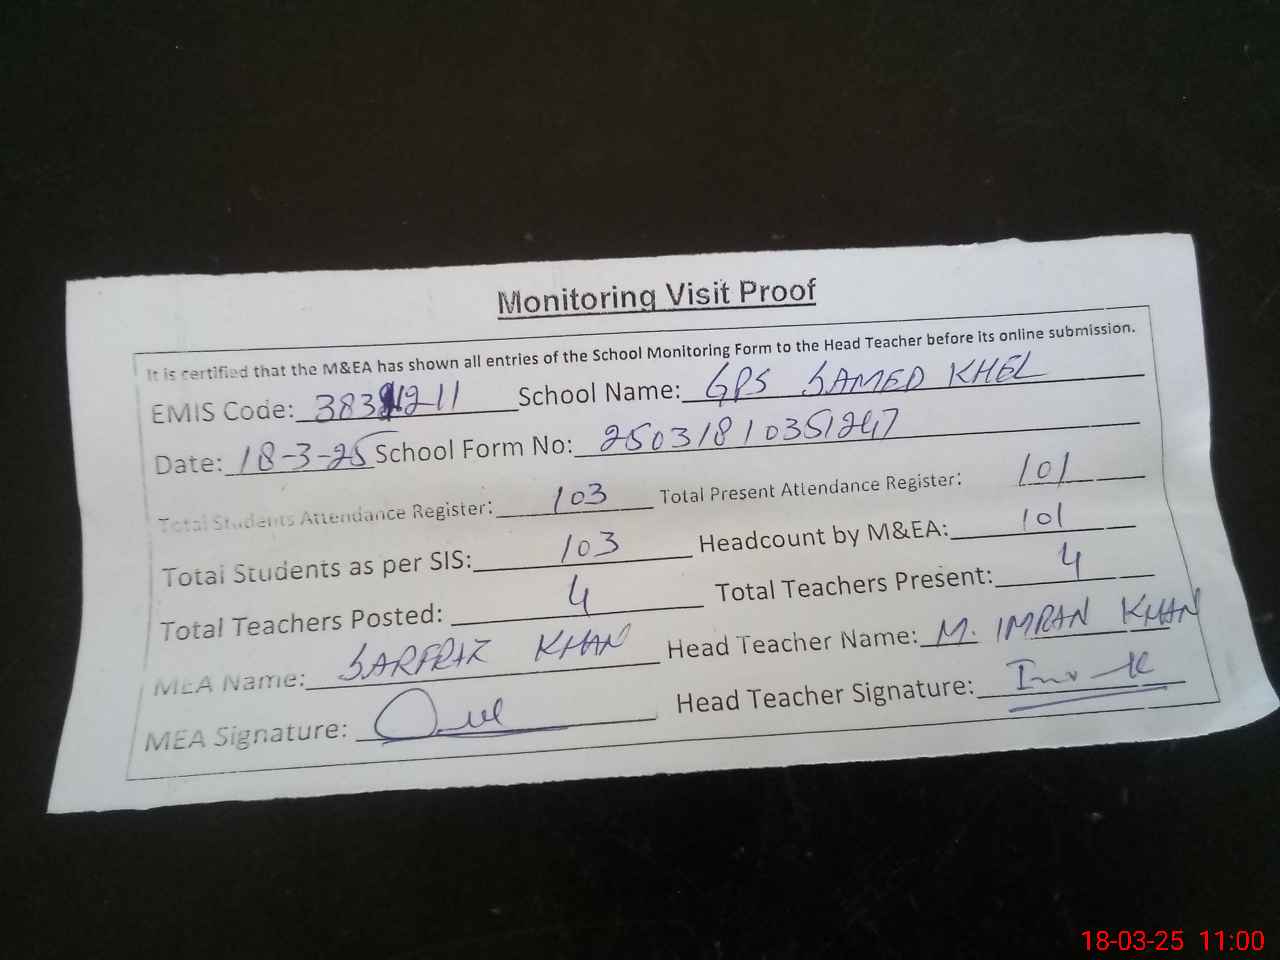 Monitoring Visit Proof
It is certified that the M&EA has shown all entries of the School Monitoring Form to the Head Teacher before its online submission.
EMIS Code: School Name: GPS SAMED KHEL
Date: 18-3-25 School Form No: 25031810351247
Total Students Attendance Register: 103 Total Present Attendance Register: 101
Total Students as per SIS: 103 Headcount by M&EA: 101
Total Teachers Posted: 4 Total Teachers Present: 4
MEA Name: SARFRAZ KHAN Head Teacher Name: M. IMRAN KHAN
MEA Signature: Head Teacher Signature:
18-03-25 11:00